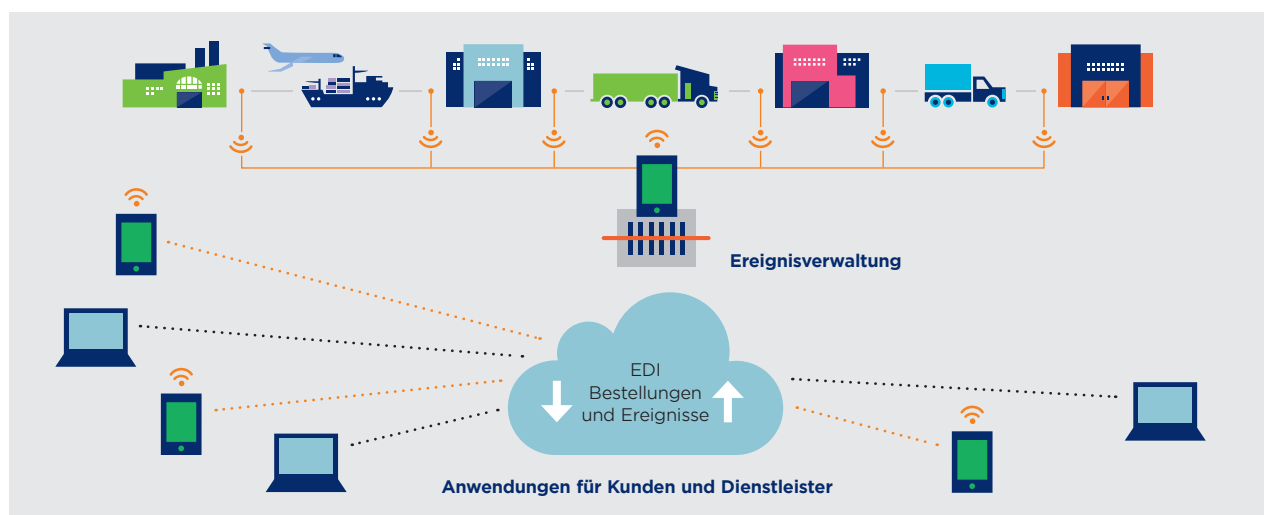 Ereignisverwaltung
EDI
Bestellungen
und Ereignisse
Anwendungen für Kunden und Dienstleister